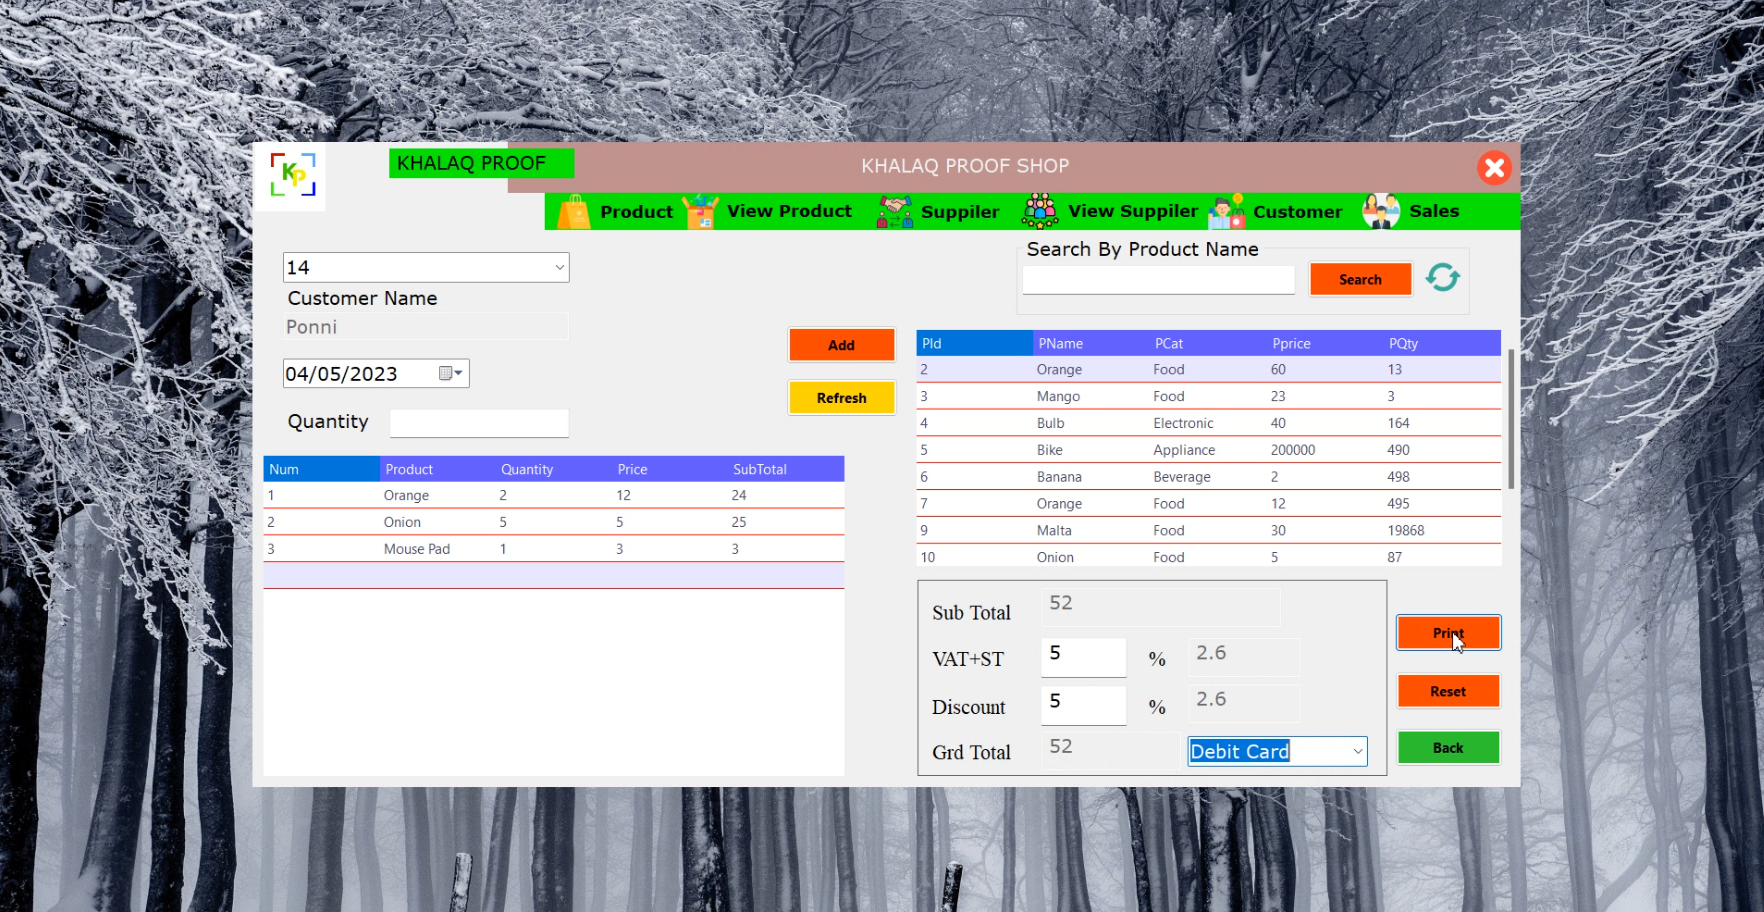 KP
KHALAQ PROOF
KHALAQ PROOF SHOP
Product View Product Suppiler View Suppiler Customer Sales
14
Customer Name
Ponni
04/05/2023
Quantity
Add
Refresh
Search By Product Name
Search
Num Product Quantity Price SubTotal
1 Orange 2 12 24
2 Onion 5 5 25
3 Mouse Pad 1 3 3
PId PName PCat Pprice PQty
2 Orange Food 60 13
3 Mango Food 23 3
4 Bulb Electronic 40 164
5 Bike Appliance 200000 490
6 Banana Beverage 2 498
7 Orange Food 12 495
9 Malta Food 30 19868
10 Onion Food 5 87
Sub Total 52
VAT+ST 5 % 2.6
Discount 5 % 2.6
Grd Total 52 Debit Card
Print
Reset
Back